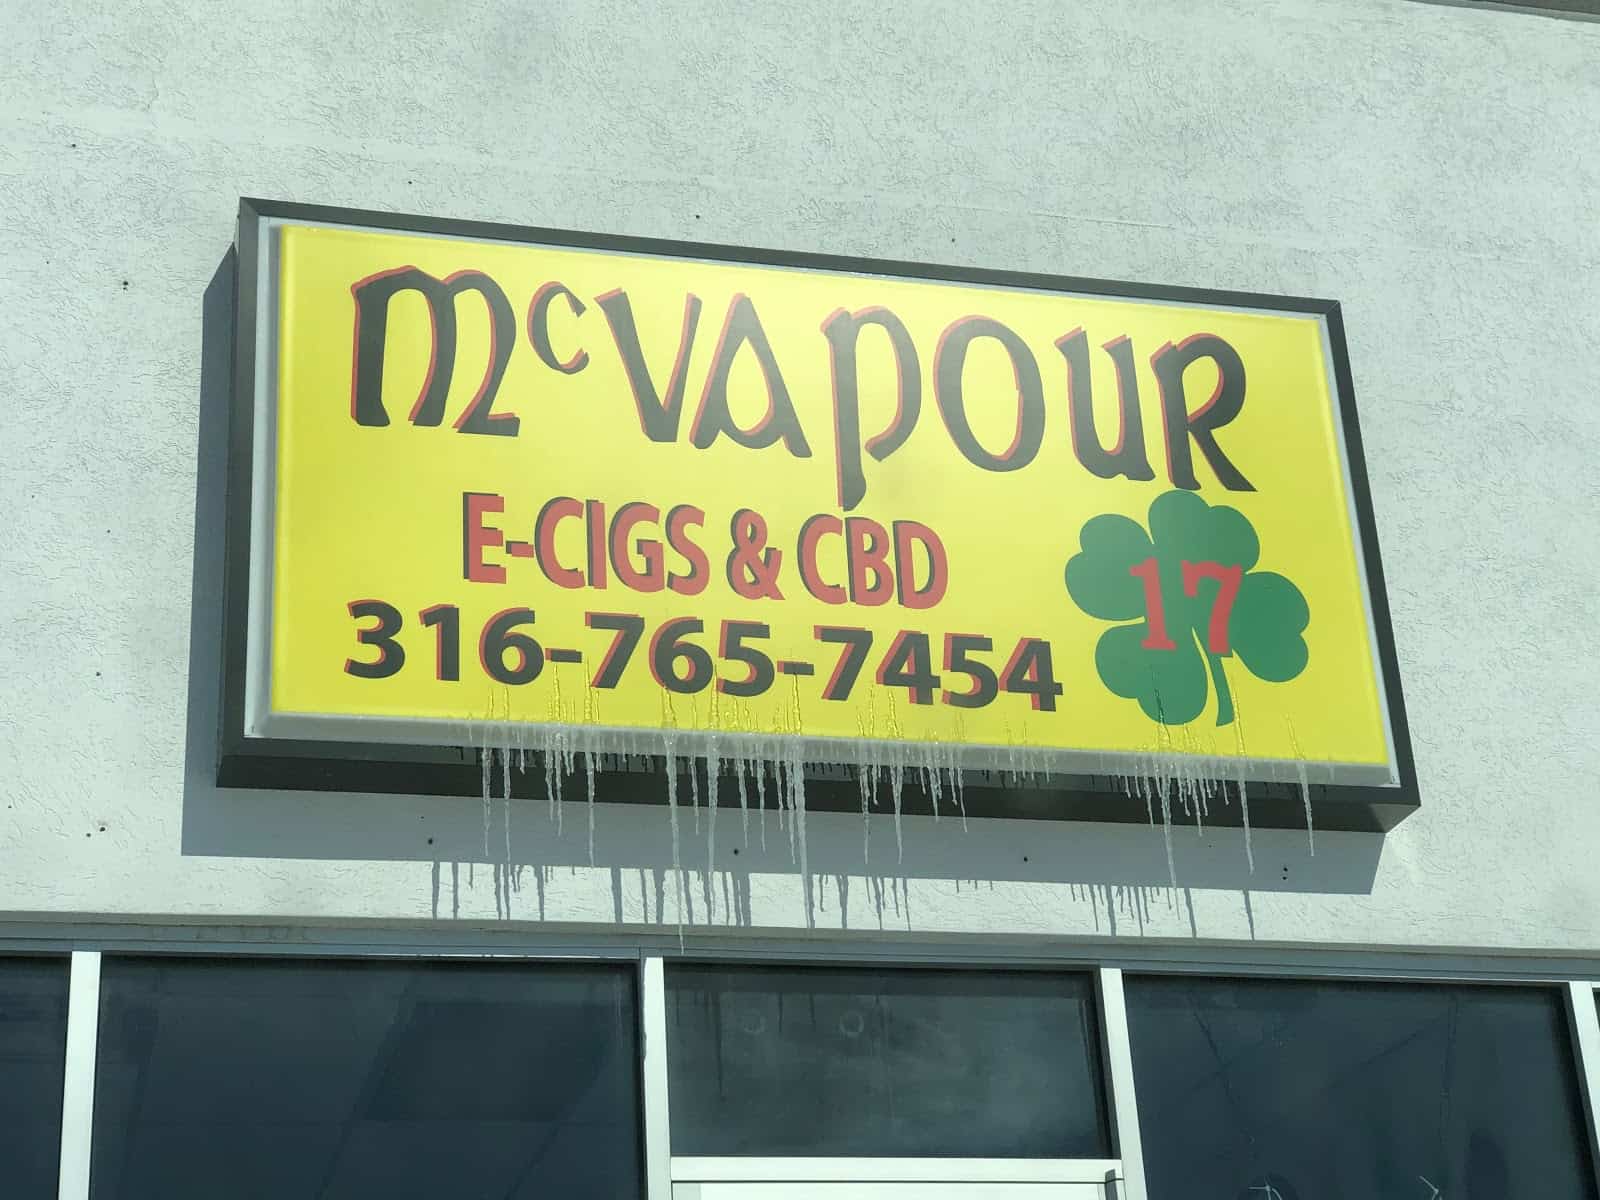 McVAPOUR
E-CIGS & CBD
316-765-7454
17